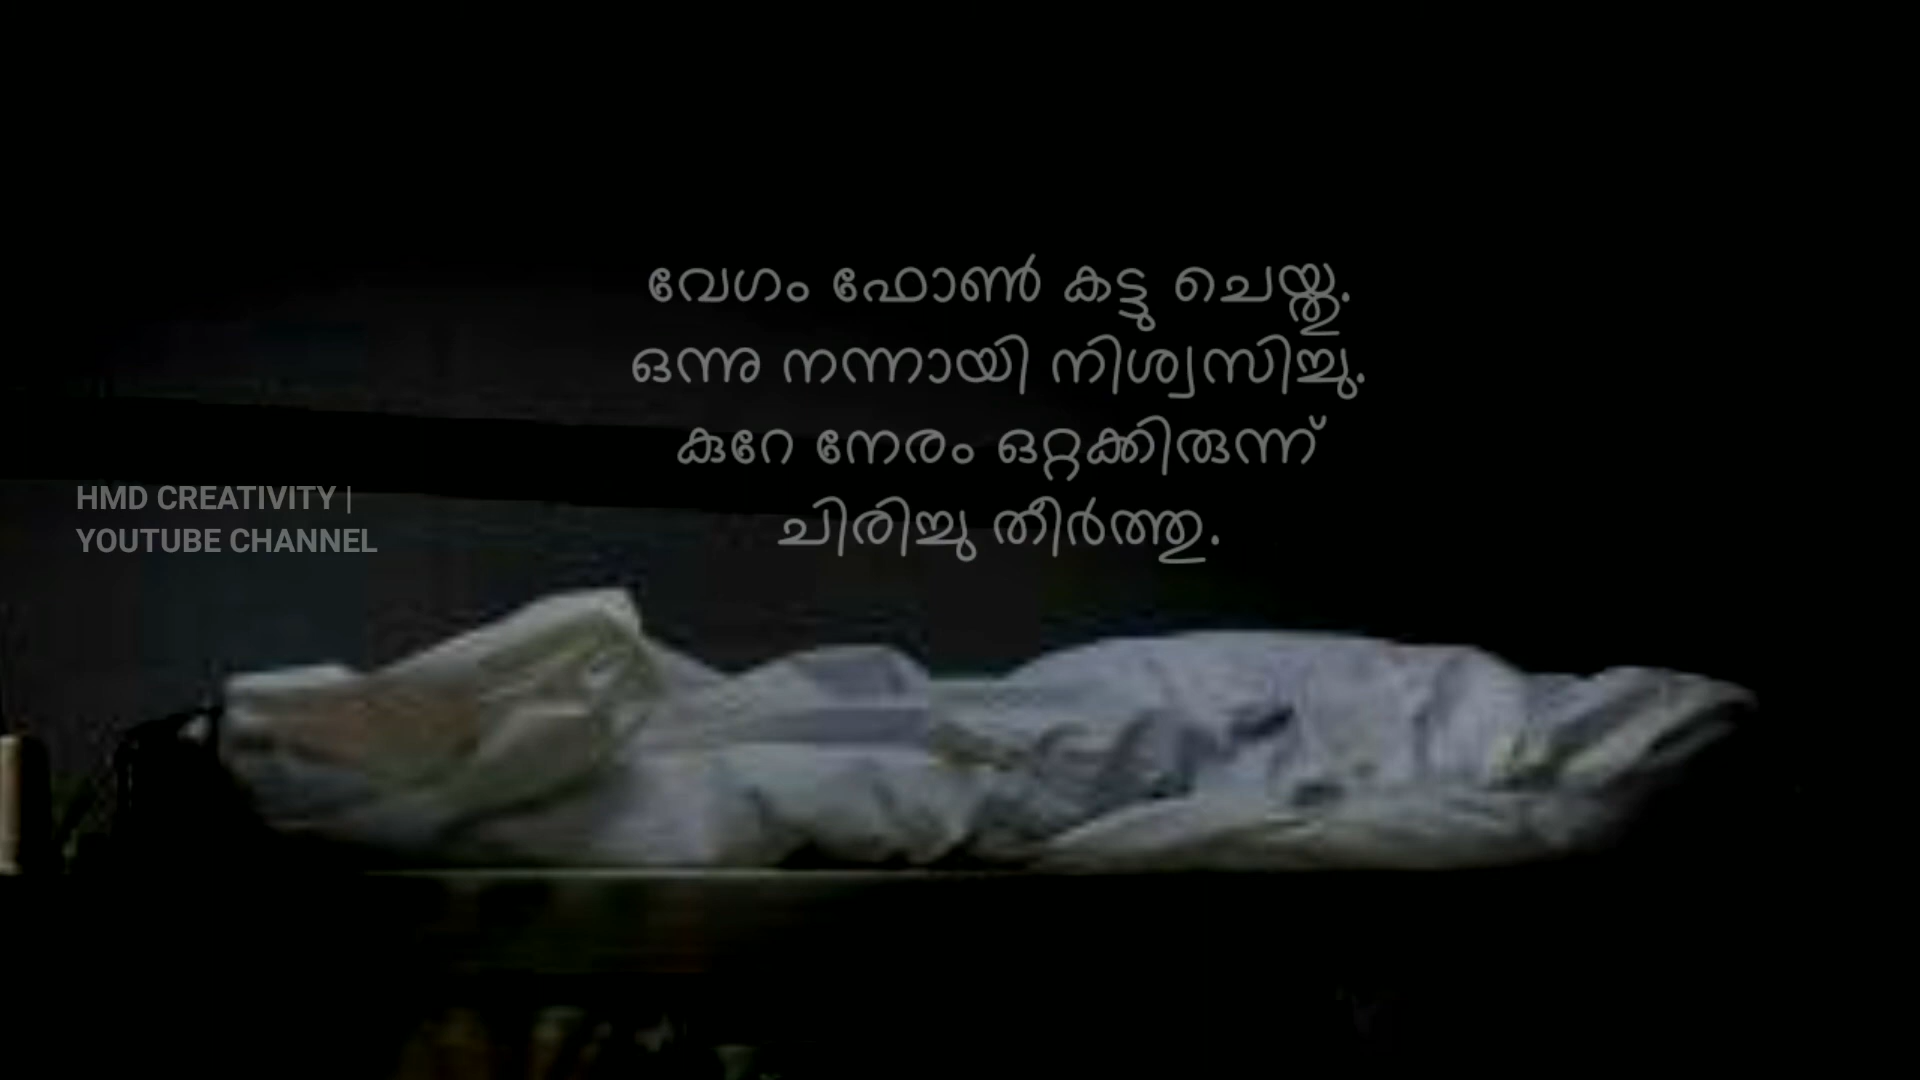 വേഗം ഫോൺ കട്ടു ചെയ്തു.
ഒന്നു നന്നായി നിശ്വസിച്ചു.
കുറേ നേരം ഒറ്റക്കിരുന്ന്
ചിരിച്ചു തീർത്തു.
HMD CREATIVITY |
YOUTUBE CHANNEL